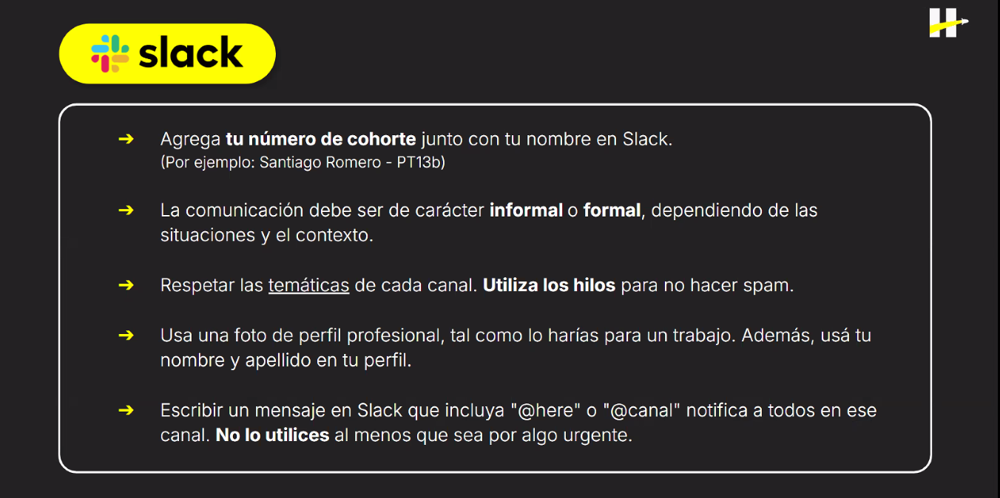 slack
H
➔ Agrega tu número de cohorte junto con tu nombre en Slack.
(Por ejemplo: Santiago Romero - PT13b)
➔ La comunicación debe ser de carácter informal o formal, dependiendo de las
situaciones y el contexto.
➔ Respetar las temáticas de cada canal. Utiliza los hilos para no hacer spam.
➔ Usa una foto de perfil profesional, tal como lo harías para un trabajo. Además, usá tu
nombre y apellido en tu perfil.
➔ Escribir un mensaje en Slack que incluya "@here" o "@canal" notifica a todos en ese
canal. No lo utilices al menos que sea por algo urgente.